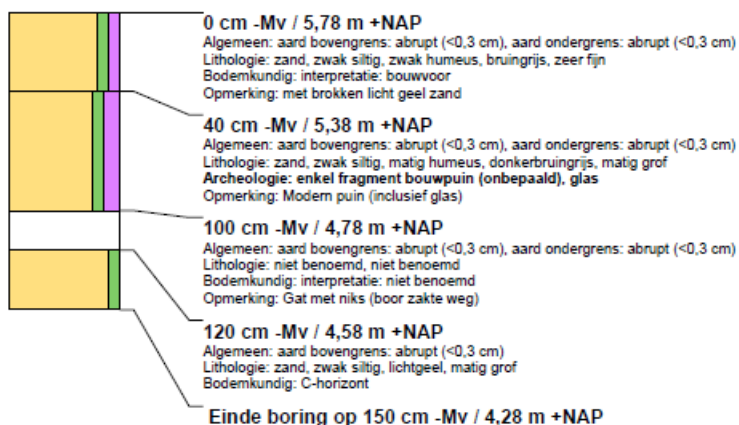 0 cm -Mv / 5,78 m +NAP
Algemeen: aard bovengrens: abrupt (<0,3 cm), aard ondergrens: abrupt (<0,3 cm)
Lithologie: zand, zwak siltig, zwak humeus, bruingrijs, zeer fijn
Bodemkundig: interpretatie: bouwvoor
Opmerking: met brokken licht geel zand
40 cm -Mv / 5,38 m +NAP
Algemeen: aard bovengrens: abrupt (<0,3 cm), aard ondergrens: abrupt (<0,3 cm)
Lithologie: zand, zwak siltig, matig humeus, donkerbruingrijs, matig grof
Archeologie: enkel fragment bouwpuin (onbepaald), glas
Opmerking: Modern puin (inclusief glas)
100 cm -Mv / 4,78 m +NAP
Algemeen: aard bovengrens: abrupt (<0,3 cm), aard ondergrens: abrupt (<0,3 cm)
Lithologie: niet benoemd, niet benoemd
Bodemkundig: interpretatie: niet benoemd
Opmerking: Gat met niks (boor zakte weg)
120 cm -Mv / 4,58 m +NAP
Algemeen: aard bovengrens: abrupt (<0,3 cm)
Lithologie: zand, zwak siltig, lichtgeel, matig grof
Bodemkundig: C-horizont
Einde boring op 150 cm -Mv / 4,28 m +NAP